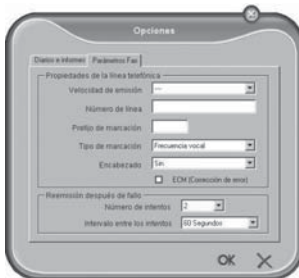 Opciones
Diarios e informes Parámetros Fax
Propiedades de la línea telefónica
Velocidad de emisión ---
Número de línea
Prefijo de marcación
Tipo de marcación Frecuencia vocal
Encabezado Sin
ECM (Corrección de error)
Reemisión después de fallo
Número de intentos 2
Intervalo entre los intentos 60 Segundos
OK